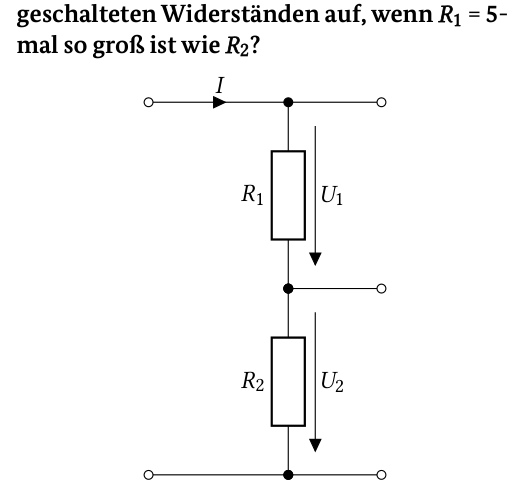 geschalteten Widerständen auf, wenn R₁ = 5-
mal so groß ist wie R₂?
I
R₁ U₁
R₂ U₂